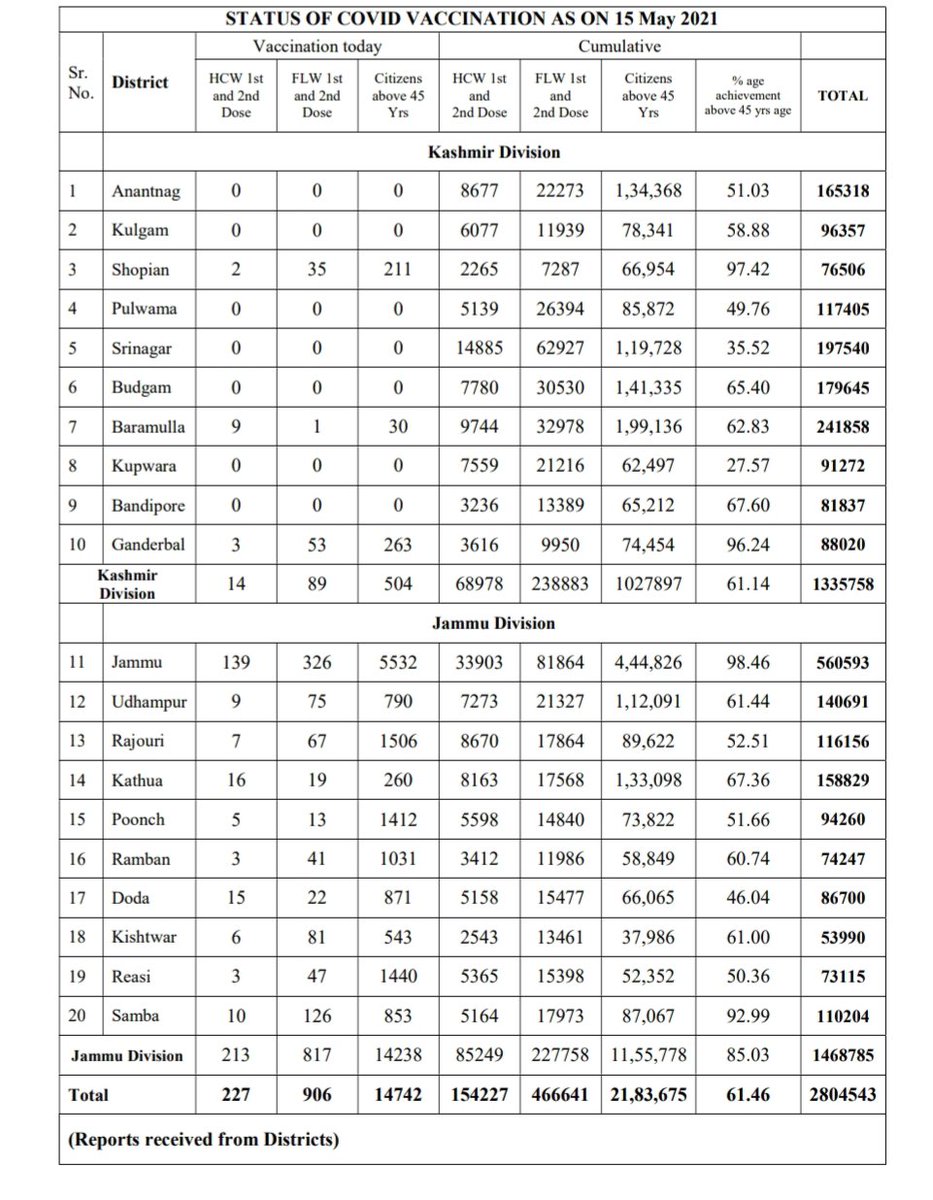 STATUS OF COVID VACCINATION AS ON 15 May 2021
Sr. No. District Vaccination today Cumulative
HCW 1st and 2nd Dose FLW 1st and 2nd Dose Citizens above 45 Yrs HCW 1st and 2nd Dose FLW 1st and 2nd Dose Citizens above 45 Yrs % age achievement above 45 yrs age TOTAL
Kashmir Division
1 Anantnag 0 0 0 8677 22273 1,34,368 51.03 165318
2 Kulgam 0 0 0 6077 11939 78,341 58.88 96357
3 Shopian 2 35 211 2265 7287 66,954 97.42 76506
4 Pulwama 0 0 0 5139 26394 85,872 49.76 117405
5 Srinagar 0 0 0 14885 62927 1,19,728 35.52 197540
6 Budgam 0 0 0 7780 30530 1,41,335 65.40 179645
7 Baramulla 9 1 30 9744 32978 1,99,136 62.83 241858
8 Kupwara 0 0 0 7559 21216 62,497 27.57 91272
9 Bandipore 0 0 0 3236 13389 65,212 67.60 81837
10 Ganderbal 3 53 263 3616 9950 74,454 96.24 88020
Kashmir Division 14 89 504 68978 238883 1027897 61.14 1335758
Jammu Division
11 Jammu 139 326 5532 33903 81864 4,44,826 98.46 560593
12 Udhampur 9 75 790 7273 21327 1,12,091 61.44 140691
13 Rajouri 7 67 1506 8670 17864 89,622 52.51 116156
14 Kathua 16 19 260 8163 17568 1,33,098 67.36 158829
15 Poonch 5 13 1412 5598 14840 73,822 51.66 94260
16 Ramban 3 41 1031 3412 11986 58,849 60.74 74247
17 Doda 15 22 871 5158 15477 66,065 46.04 86700
18 Kishtwar 6 81 543 2543 13461 37,986 61.00 53990
19 Reasi 3 47 1440 5365 15398 52,352 50.36 73115
20 Samba 10 126 853 5164 17973 87,067 92.99 110204
Jammu Division 213 817 14238 85249 227758 11,55,778 85.03 1468785
Total 227 906 14742 154227 466641 21,83,675 61.46 2804543
(Reports received from Districts)